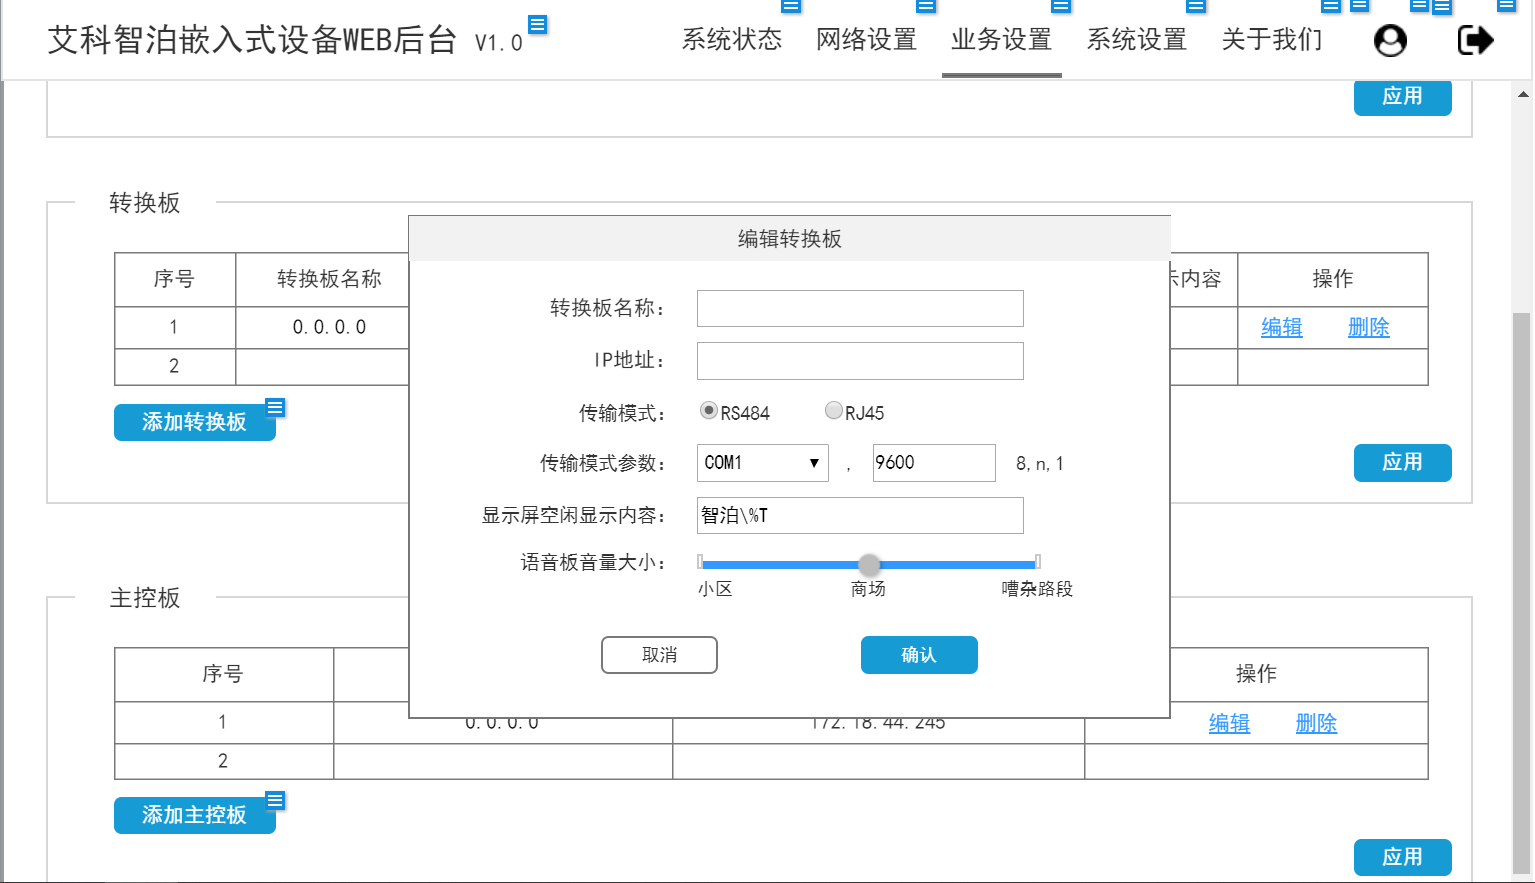 艾科智泊嵌入式设备WEB后台 V1.0
系统状态 网络设置 业务设置 系统设置 关于我们
应用
转换板
编辑转换板
序号 转换板名称 示内容 操作
1 0.0.0.0 编辑 删除
2
转换板名称：
IP地址：
传输模式： RS484 RJ45
添加转换板
传输模式参数： COM1 ， 9600 8,n,1
应用
显示屏空闲显示内容： 智泊\%T
语音板音量大小：
小区 商场 嘈杂路段
主控板
取消 确认
序号 操作
1 0.0.0.0 172.18.44.245 编辑 删除
2
添加主控板
应用